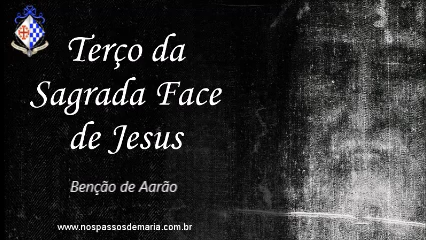 Terço da
Sagrada Face
de Jesus
Benção de Aarão
www.nospassosdemaria.com.br